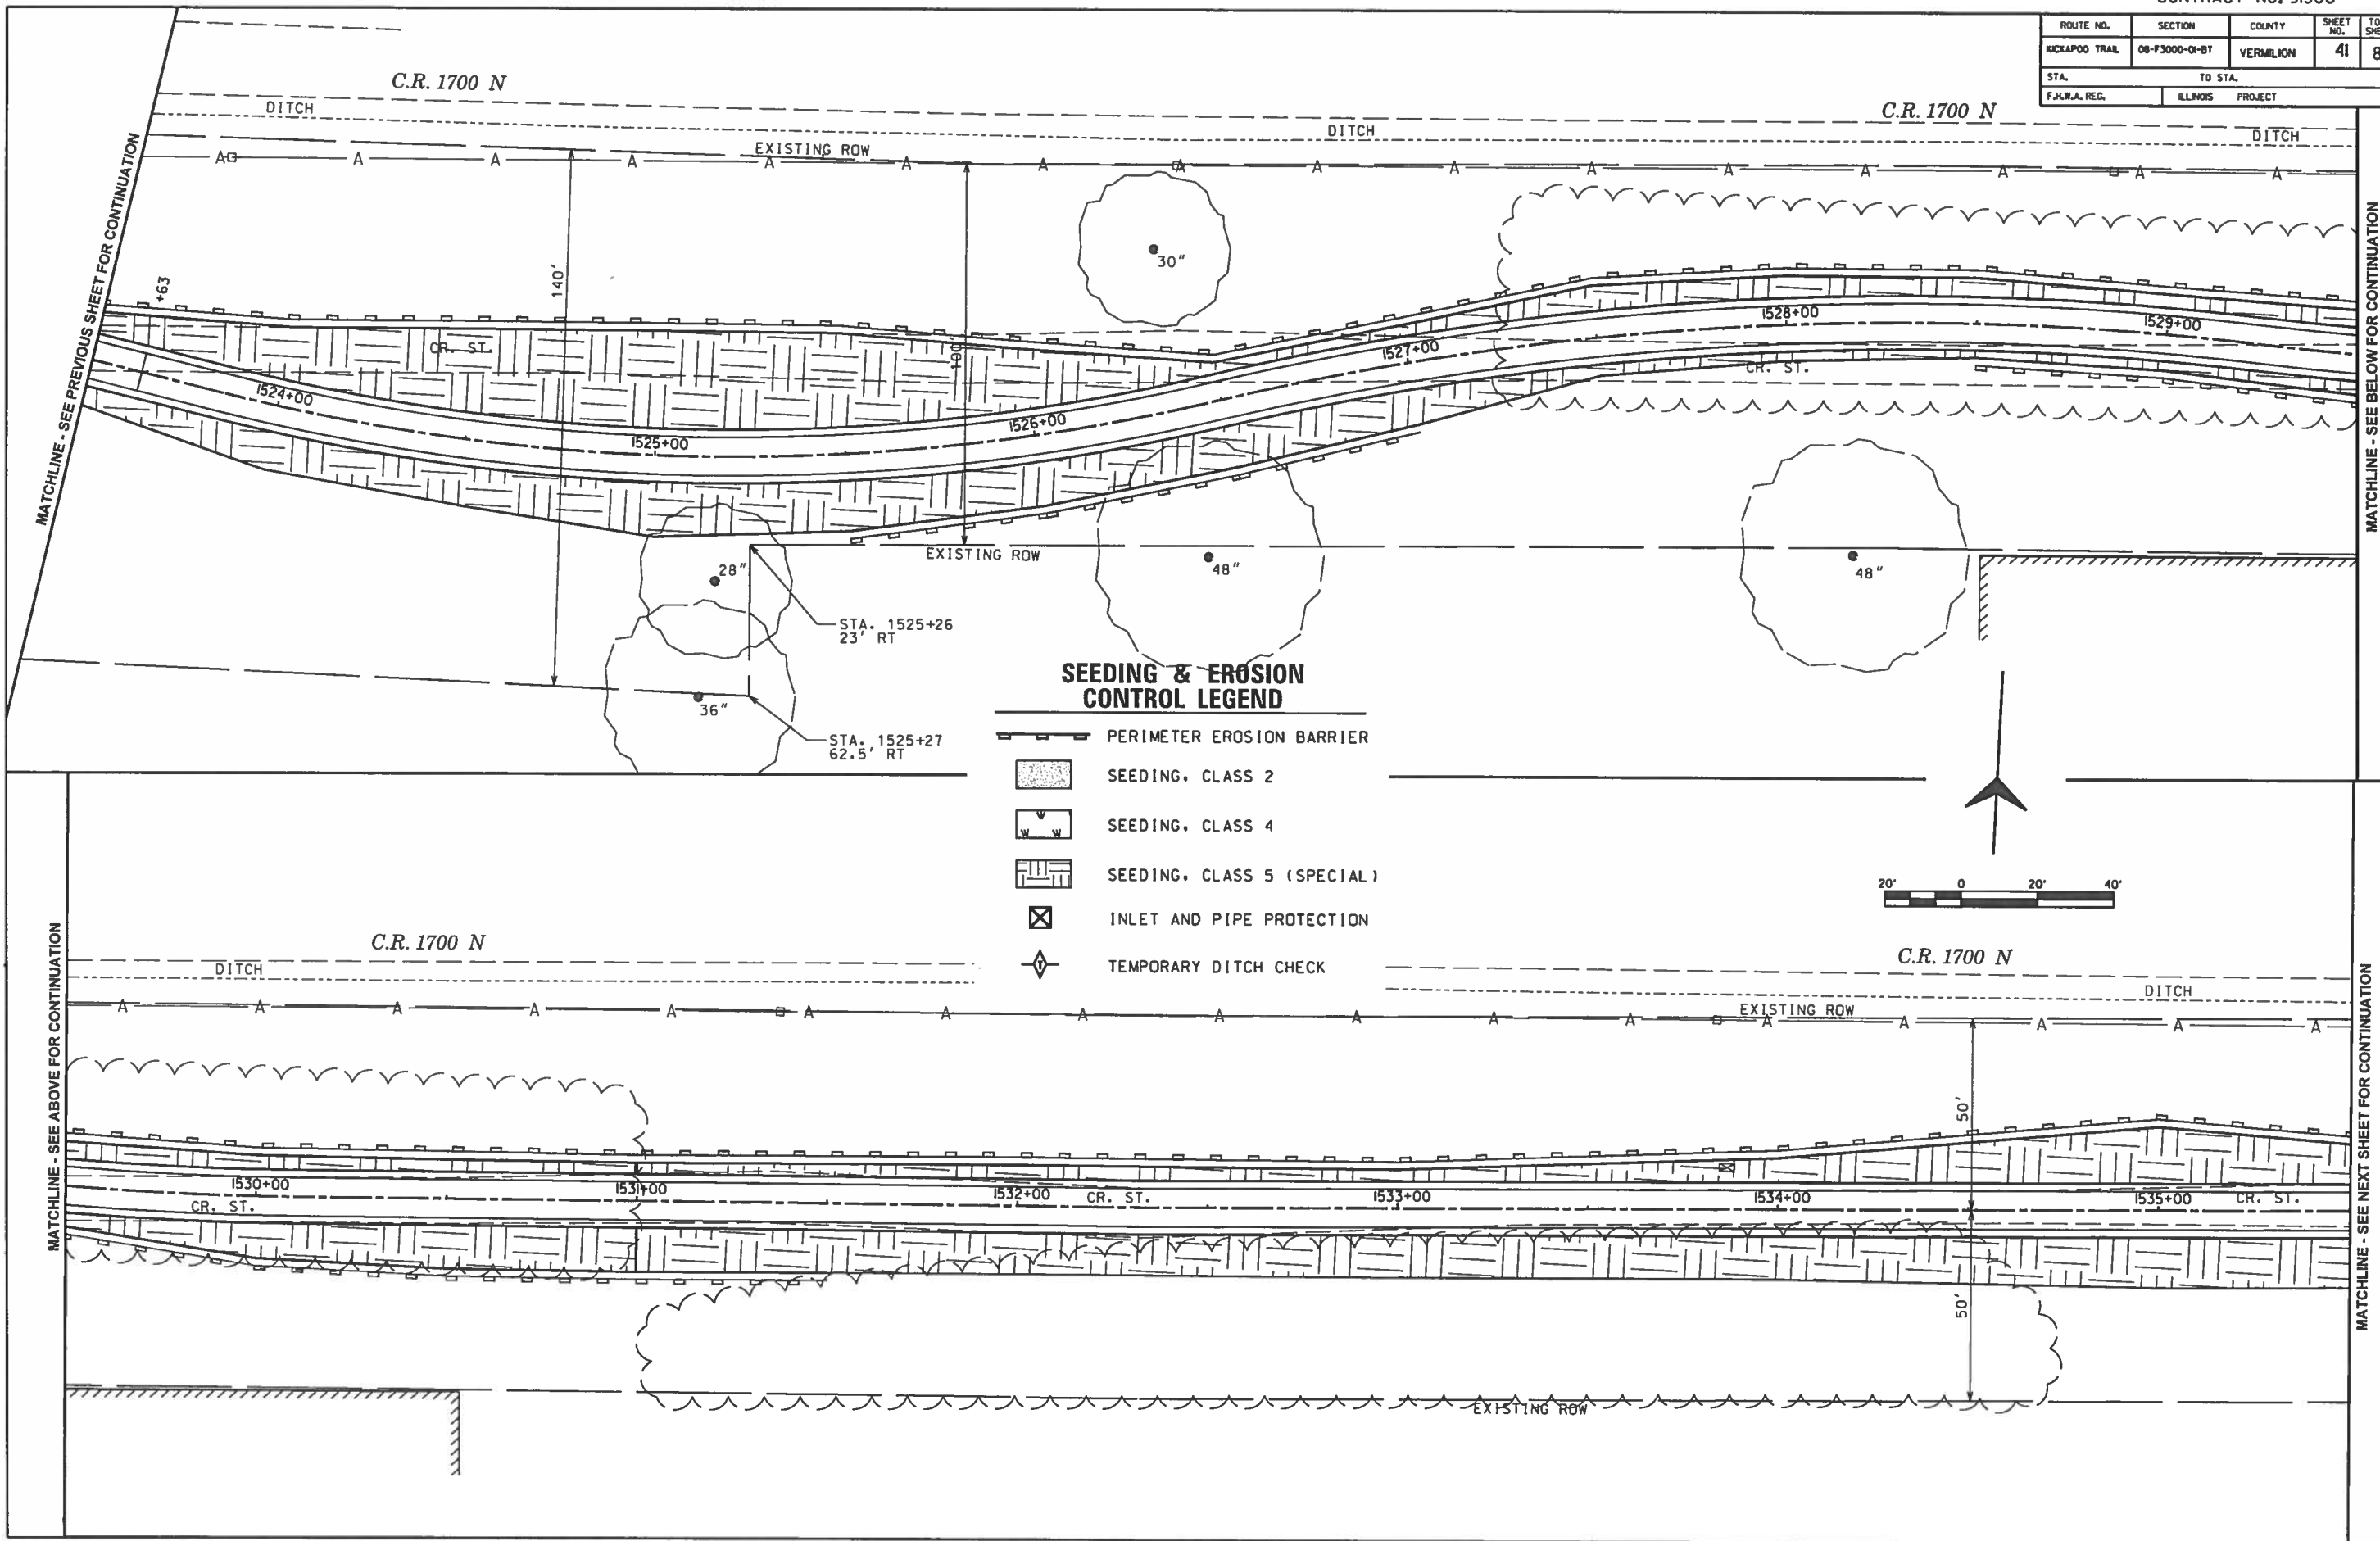 ROUTE NO. SECTION COUNTY SHEET NO.
KICKAPOO TRAIL 08-F3000-01-BT VERMILION 41
STA. TO STA.
F.H.W.A. REG. ILLINOIS PROJECT
C.R. 1700 N
C.R. 1700 N
DITCH
DITCH
DITCH
EXISTING ROW
A A A A A A A A A A A A A A A A
MATCHLINE - SEE PREVIOUS SHEET FOR CONTINUATION
MATCHLINE - SEE BELOW FOR CONTINUATION
+63
140'
100'
30"
CR. ST.
1524+00
1525+00
1526+00
1527+00
1528+00
1529+00
CR. ST.
EXISTING ROW
28"
48"
48"
36"
STA. 1525+26
23' RT
STA. 1525+27
62.5' RT
SEEDING & EROSION
CONTROL LEGEND
PERIMETER EROSION BARRIER
SEEDING, CLASS 2
SEEDING, CLASS 4
SEEDING, CLASS 5 (SPECIAL)
INLET AND PIPE PROTECTION
TEMPORARY DITCH CHECK
20' 0 20' 40'
MATCHLINE - SEE ABOVE FOR CONTINUATION
MATCHLINE - SEE NEXT SHEET FOR CONTINUATION
C.R. 1700 N
C.R. 1700 N
DITCH
DITCH
EXISTING ROW
A A A A A A A A A A A A A A A A A
50'
50'
1530+00
1531+00
1532+00
1533+00
1534+00
1535+00
CR. ST.
CR. ST.
CR. ST.
EXISTING ROW